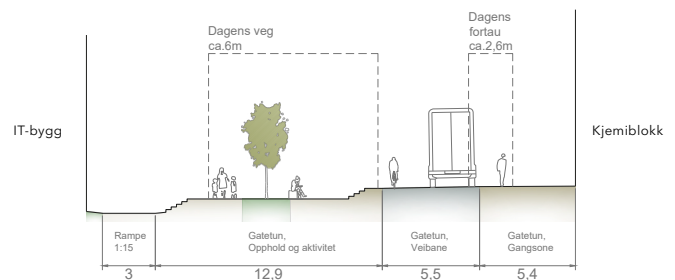 Dagens veg
ca.6m
Dagens
fortau
ca.2,6m
IT-bygg
Kjemiblokk
Rampe
1:15
Gatetun,
Opphold og aktivitet
Gatetun,
Veibane
Gatetun,
Gangsone
3
12,9
5,5
5,4